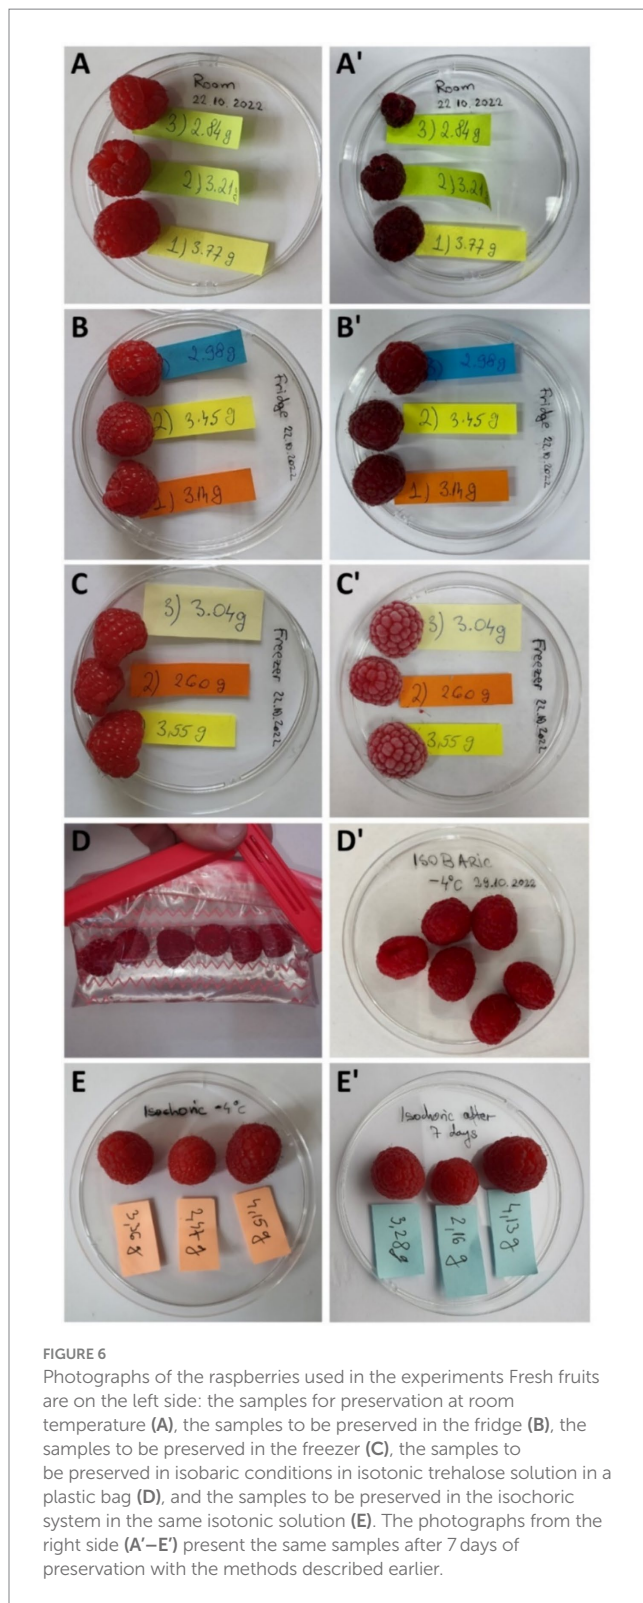 A
Room
22 10.2022
3) 2.84g
2) 3.21g
1) 3.77g
A'
Room
22 10.2022
3) 2.84g
2) 3.21
1) 3.77g
B
2.98g
2) 3.45g
1) 3.14g
Fridge 22.10.2022
B'
2.98g
2) 3.45g
1) 3.14g
Fridge 22.10.2022
C
3) 3.04g
2) 260g
3,55g
Freezer 22.10.2022
C'
3) 3.04g
2) 260g
3,55g
Freezer 22.10.2022
D
D'
ISOBARic
-4°C 29.10.2022
E
Isochoric -4°C
3,36g
2,47g
4,15g
E'
Isochoric after
7 days
3,28g
2,16g
4,13g
FIGURE 6
Photographs of the raspberries used in the experiments Fresh fruits
are on the left side: the samples for preservation at room
temperature (A), the samples to be preserved in the fridge (B), the
samples to be preserved in the freezer (C), the samples to
be preserved in isobaric conditions in isotonic trehalose solution in a
plastic bag (D), and the samples to be preserved in the isochoric
system in the same isotonic solution (E). The photographs from the
right side (A'–E') present the same samples after 7 days of
preservation with the methods described earlier.